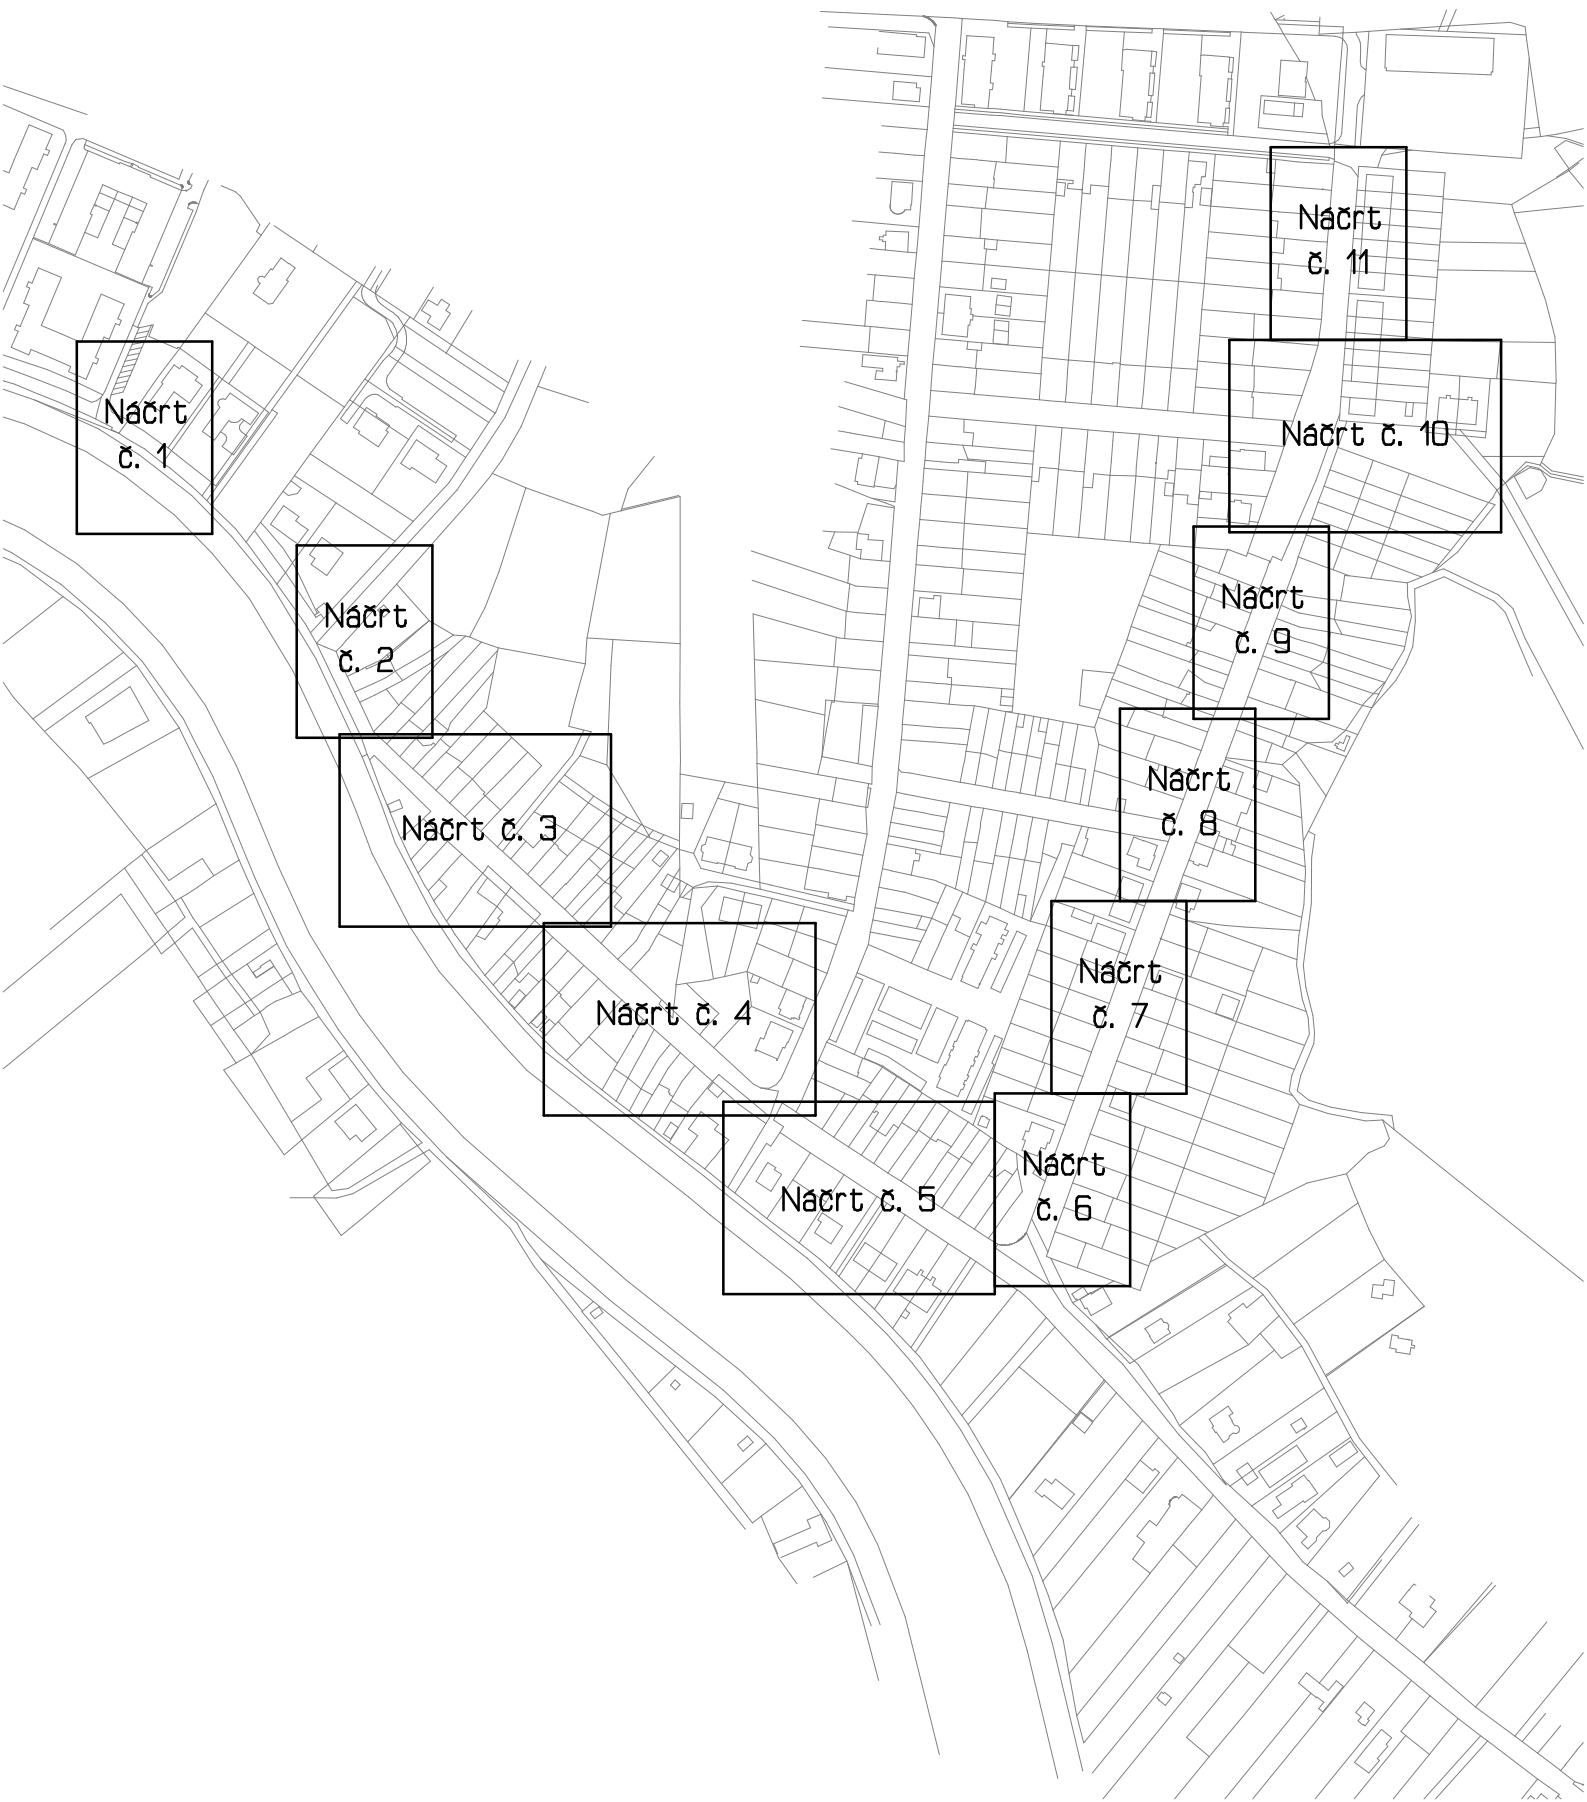 Náčrt
č. 11
Náčrt
č. 1
Náčrt č. 10
Náčrt
č. 2
Náčrt
č. 9
Náčrt č. 3
Náčrt
č. 8
Náčrt č. 4
Náčrt
č. 7
Náčrt č. 5
Náčrt
č. 6